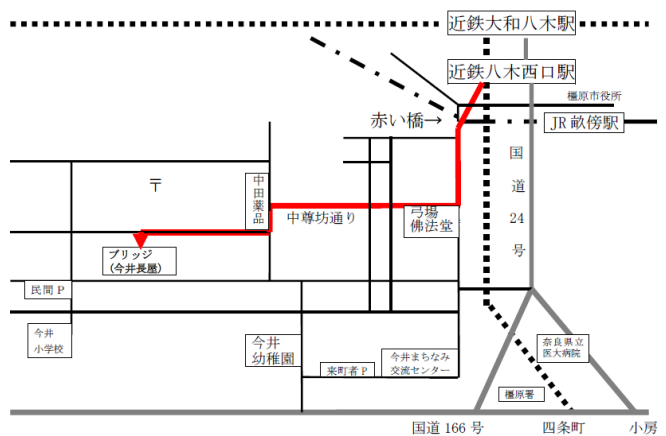 近鉄大和八木駅
近鉄八木西口駅
橿原市役所
赤い橋→
JR畝傍駅
国道24号
〒
中田薬品
中尊坊通り
弓場
佛法堂
ブリッジ
(今井長屋)
民間P
今井
小学校
今井
幼稚園
来町者P
今井まちなみ
交流センター
奈良県立
医大病院
橿原署
国道166号
四条町
小房